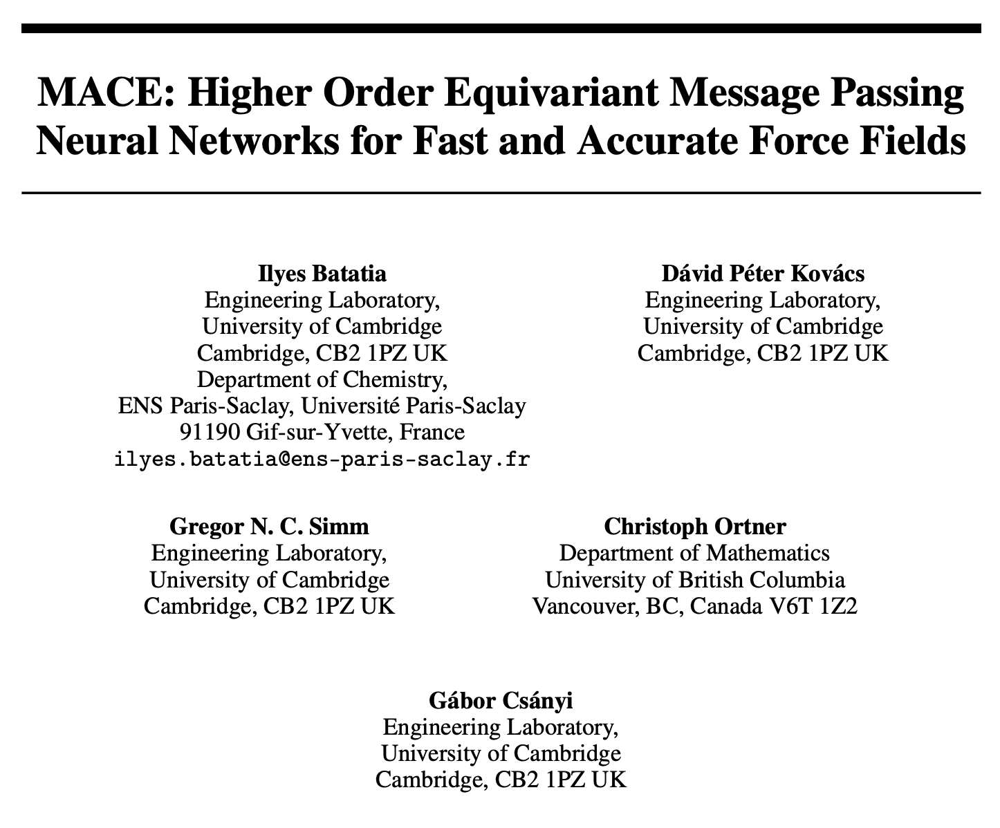 MACE: Higher Order Equivariant Message Passing
Neural Networks for Fast and Accurate Force Fields
Ilyes Batatia
Engineering Laboratory,
University of Cambridge
Cambridge, CB2 1PZ UK
Department of Chemistry,
ENS Paris-Saclay, Université Paris-Saclay
91190 Gif-sur-Yvette, France
ilyes.batatia@ens-paris-saclay.fr
Dávid Péter Kovács
Engineering Laboratory,
University of Cambridge
Cambridge, CB2 1PZ UK
Gregor N. C. Simm
Engineering Laboratory,
University of Cambridge
Cambridge, CB2 1PZ UK
Christoph Ortner
Department of Mathematics
University of British Columbia
Vancouver, BC, Canada V6T 1Z2
Gábor Csányi
Engineering Laboratory,
University of Cambridge
Cambridge, CB2 1PZ UK